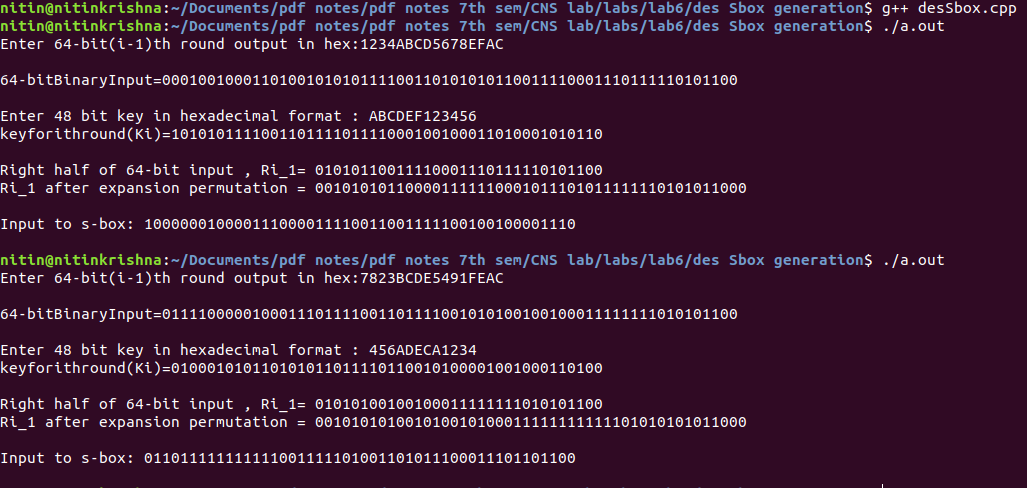 nitin@nitinkrishna:~/Documents/pdf notes/pdf notes 7th sem/CNS lab/labs/lab6/des Sbox generation$ g++ desSbox.cpp
nitin@nitinkrishna:~/Documents/pdf notes/pdf notes 7th sem/CNS lab/labs/lab6/des Sbox generation$ ./a.out
Enter 64-bit(i-1)th round output in hex:1234ABCD5678EFAC
64-bitBinaryInput=0001001000110100101010111100110101010110011110001110111110101100
Enter 48 bit key in hexadecimal format : ABCDEF123456
keyforithround(Ki)=101010111100110111101111000100100011010001010110
Right half of 64-bit input , Ri_1= 01010110011110001110111110101100
Ri_1 after expansion permutation = 001010101100001111110001011101011111110101011000
Input to s-box: 100000010000111000011110011001111100100100001110
nitin@nitinkrishna:~/Documents/pdf notes/pdf notes 7th sem/CNS lab/labs/lab6/des Sbox generation$ ./a.out
Enter 64-bit(i-1)th round output in hex:7823BCDE5491FEAC
64-bitBinaryInput=0111100000100011101111001101111001010100100100011111111010101100
Enter 48 bit key in hexadecimal format : 456ADECA1234
keyforithround(Ki)=010001010110101011011110110010100001001000110100
Right half of 64-bit input , Ri_1= 01010100100100011111111010101100
Ri_1 after expansion permutation = 001010101001010010100011111111111101010101011000
Input to s-box: 011011111111111001111101001101011100011101101100